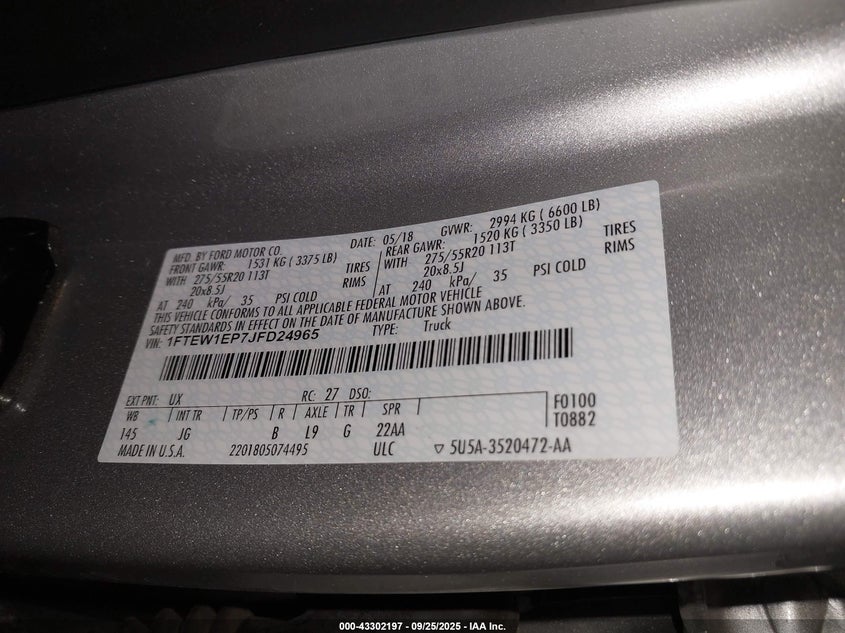 MFD. BY FORD MOTOR CO.
DATE: 05/18 GVWR: 2994 KG ( 6600 LB)
FRONT GAWR: 1531 KG ( 3375 LB) REAR GAWR: 1520 KG ( 3350 LB)
WITH 275/55R20 113T TIRES WITH 275/55R20 113T TIRES
20x8.5J RIMS 20x8.5J RIMS
AT 240 kPa/ 35 PSI COLD AT 240 kPa/ 35 PSI COLD
THIS VEHICLE CONFORMS TO ALL APPLICABLE FEDERAL MOTOR VEHICLE
SAFETY STANDARDS IN EFFECT ON THE DATE OF MANUFACTURE SHOWN ABOVE.
VIN: 1FTEW1EP7JFD24965 TYPE: Truck
EXT PNT: UX RC: 27 DSO: F0100
WB INT TR TP/PS R AXLE TR SPR T0882
145 JG B L9 G 22AA
MADE IN U.S.A. 2201805074495 ULC ▽ 5U5A-3520472-AA
000-43302197 - 09/25/2025 - IAA Inc.